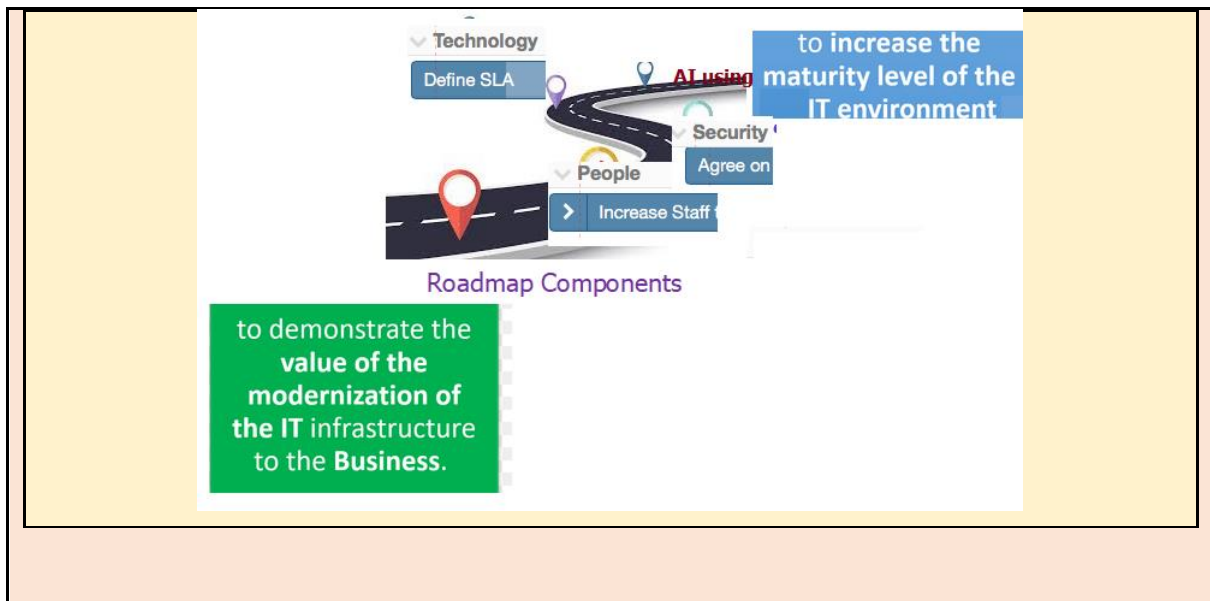 Technology
Define SLA
AI using
to increase the
maturity level of the
IT environment
Security
Agree on
People
Increase Staff
Roadmap Components
to demonstrate the
value of the
modernization of
the IT infrastructure
to the Business.